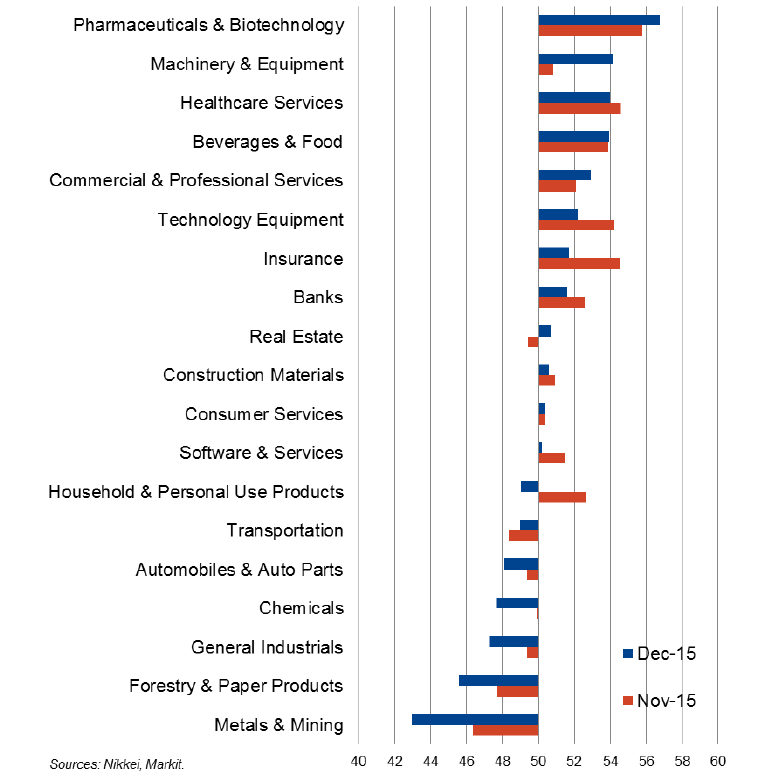 Pharmaceuticals & Biotechnology
Machinery & Equipment
Healthcare Services
Beverages & Food
Commercial & Professional Services
Technology Equipment
Insurance
Banks
Real Estate
Construction Materials
Consumer Services
Software & Services
Household & Personal Use Products
Transportation
Automobiles & Auto Parts
Chemicals
General Industrials
Dec-15
Forestry & Paper Products
Nov-15
Metals & Mining
40 42 44 46 48 50 52 54 56 58 60
Sources: Nikkei, Markit.